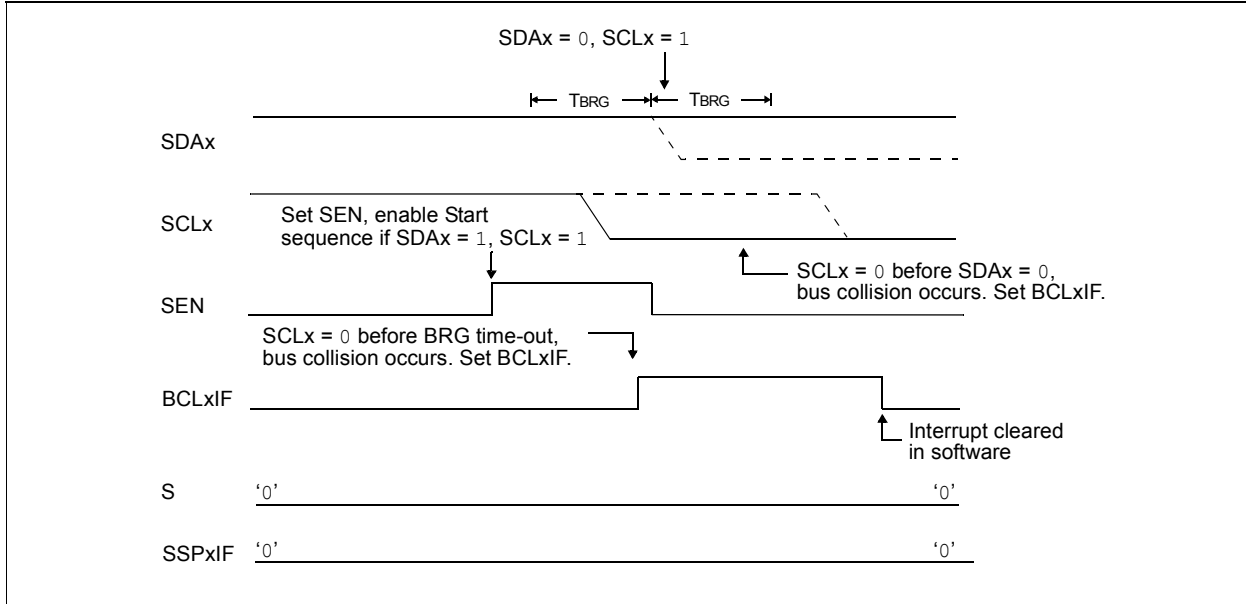 SDAx = 0, SCLx = 1
TBRG TBRG
SDAx
SCLx
Set SEN, enable Start
sequence if SDAx = 1, SCLx = 1
SCLx = 0 before SDAx = 0,
bus collision occurs. Set BCLxIF.
SEN
SCLx = 0 before BRG time-out,
bus collision occurs. Set BCLxIF.
BCLxIF
Interrupt cleared
in software
S ‘0’ ‘0’
SSPxIF ‘0’ ‘0’